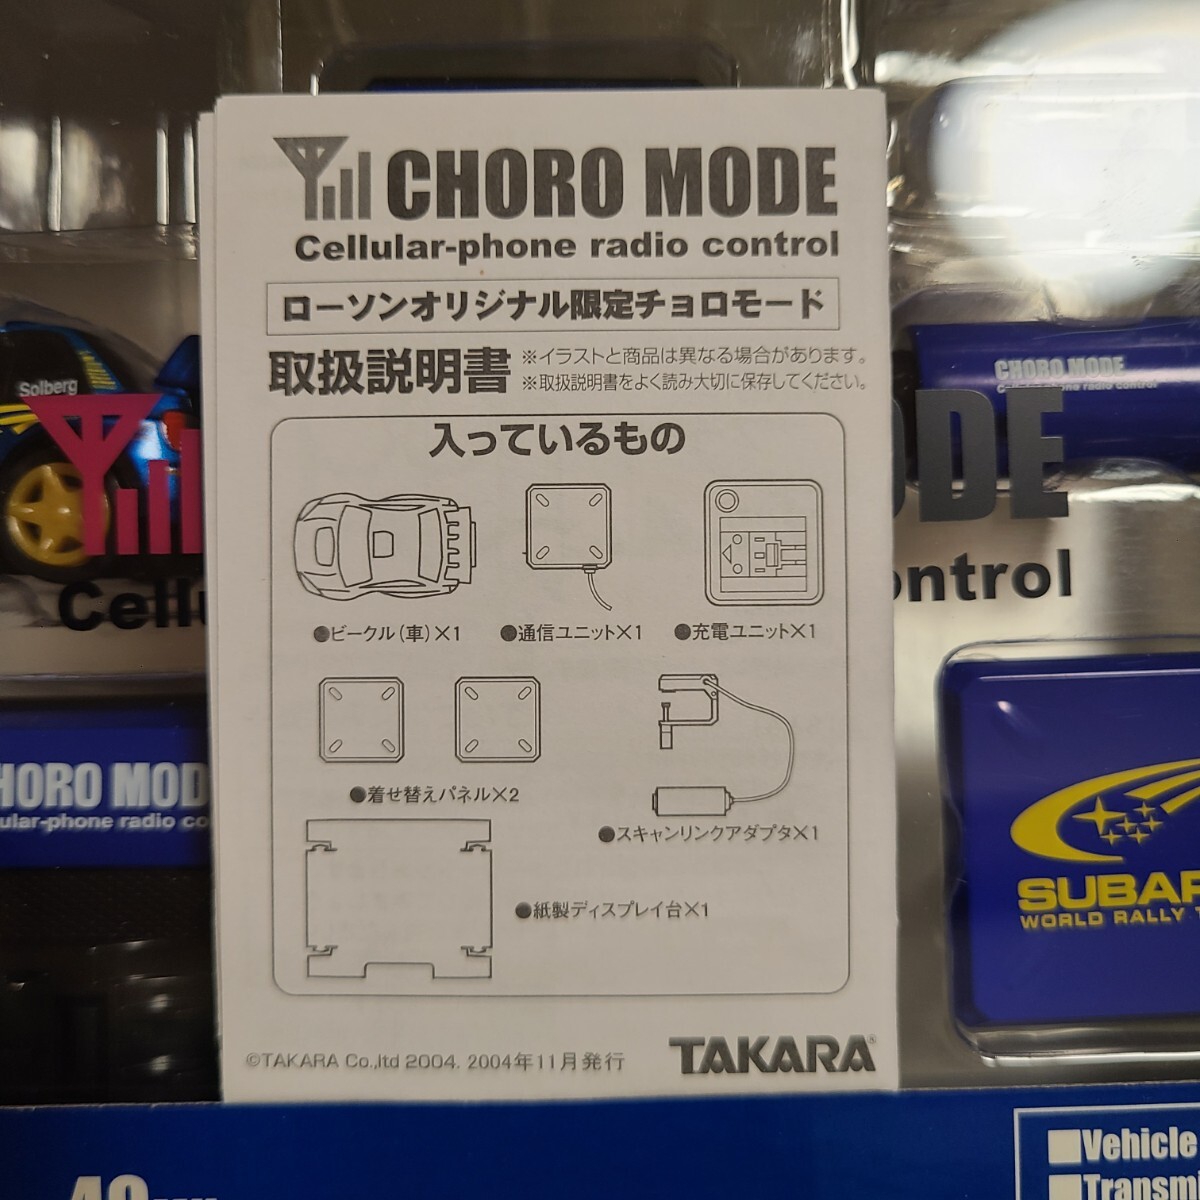 CHORO MODE
Cellular-phone radio control
ローソンオリジナル限定チョロモード
取扱説明書
※イラストと商品は異なる場合があります。
※取扱説明書をよく読み大切に保存してください。
入っているもの
●ビークル(車)×1
●通信ユニット×1
●充電ユニット×1
●着せ替えパネル×2
●スキャンリンクアダプタ×1
●紙製ディスプレイ台×1
©TAKARA Co.,ltd 2004. 2004年11月発行
TAKARA
Solberg
CHORO MODE
Cellular-phone radio control
ODE
Cellu
ontrol
HORO MOD
ular-phone radio co
SUBAR
WORLD RALLY T
■Vehicle
■Transmi